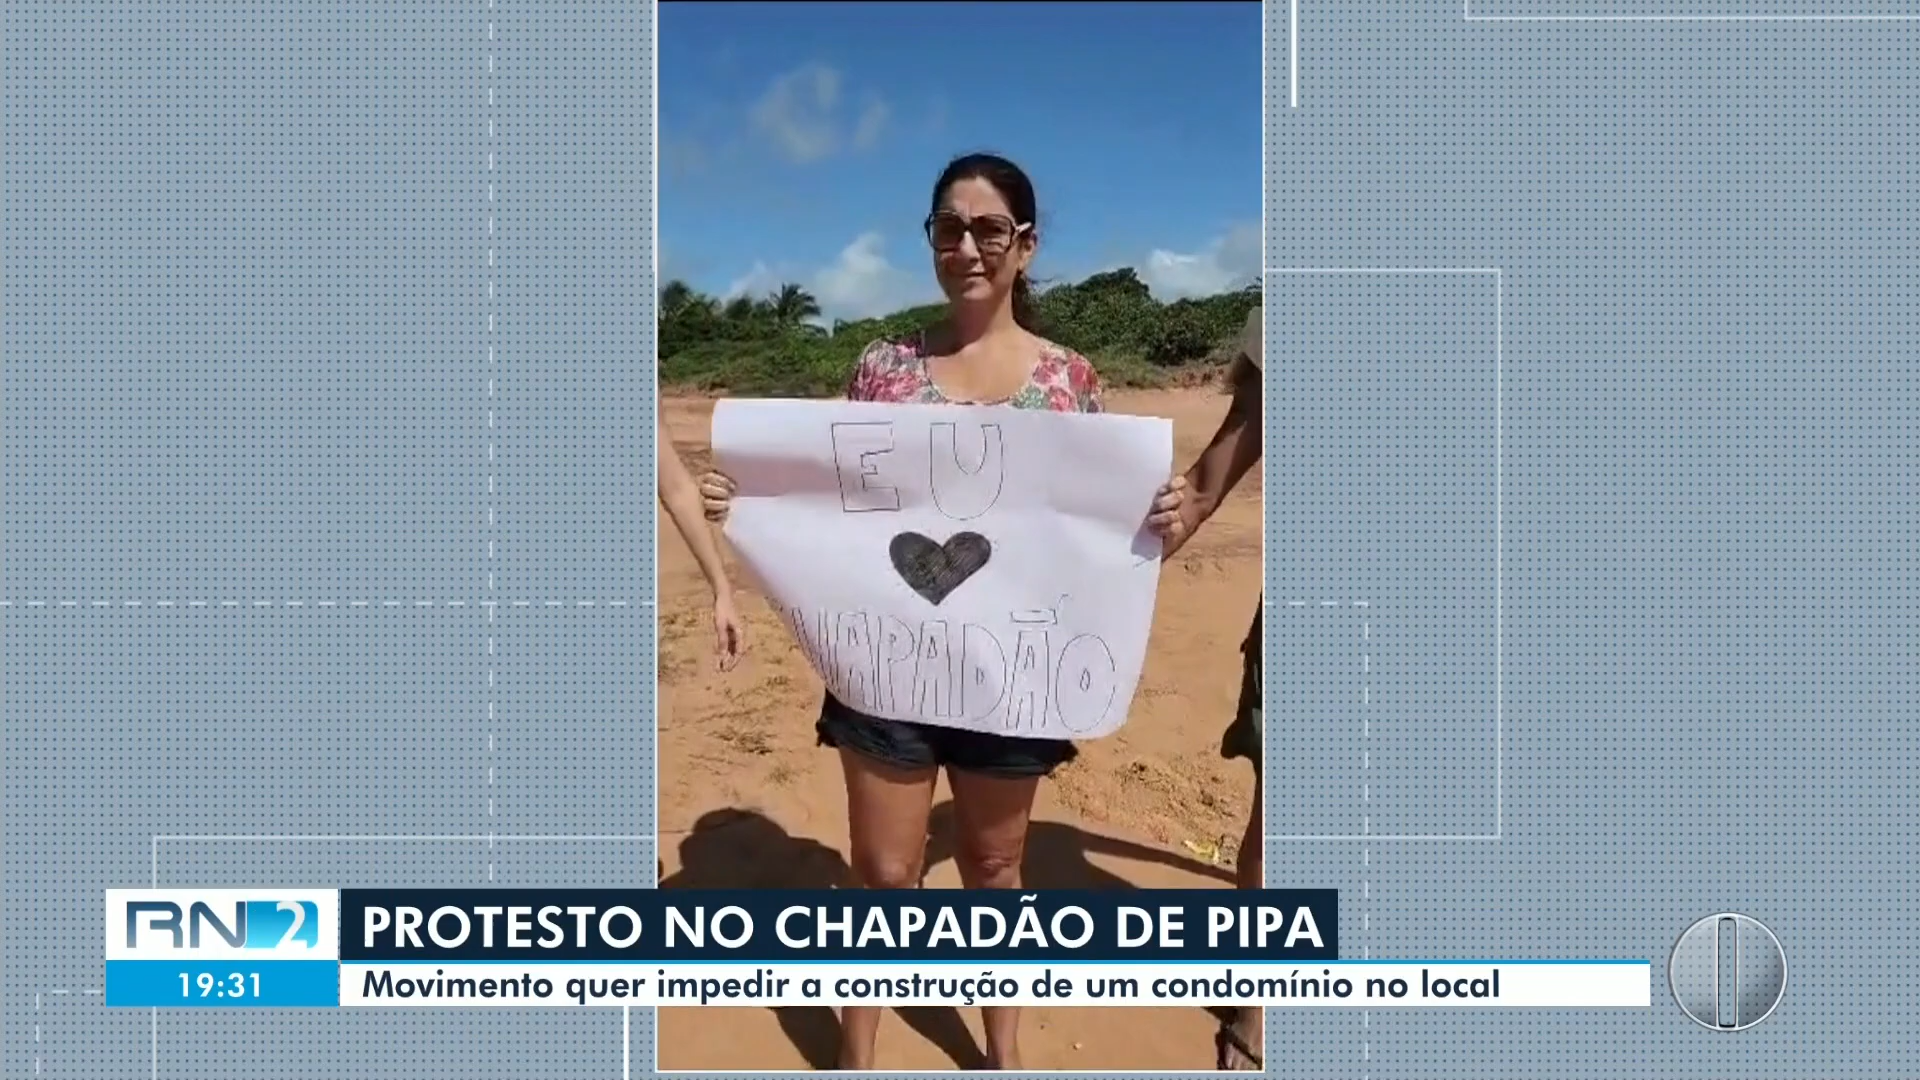 EU
CHAPADÃO
RN2
PROTESTO NO CHAPADÃO DE PIPA
19:31
Movimento quer impedir a construção de um condomínio no local